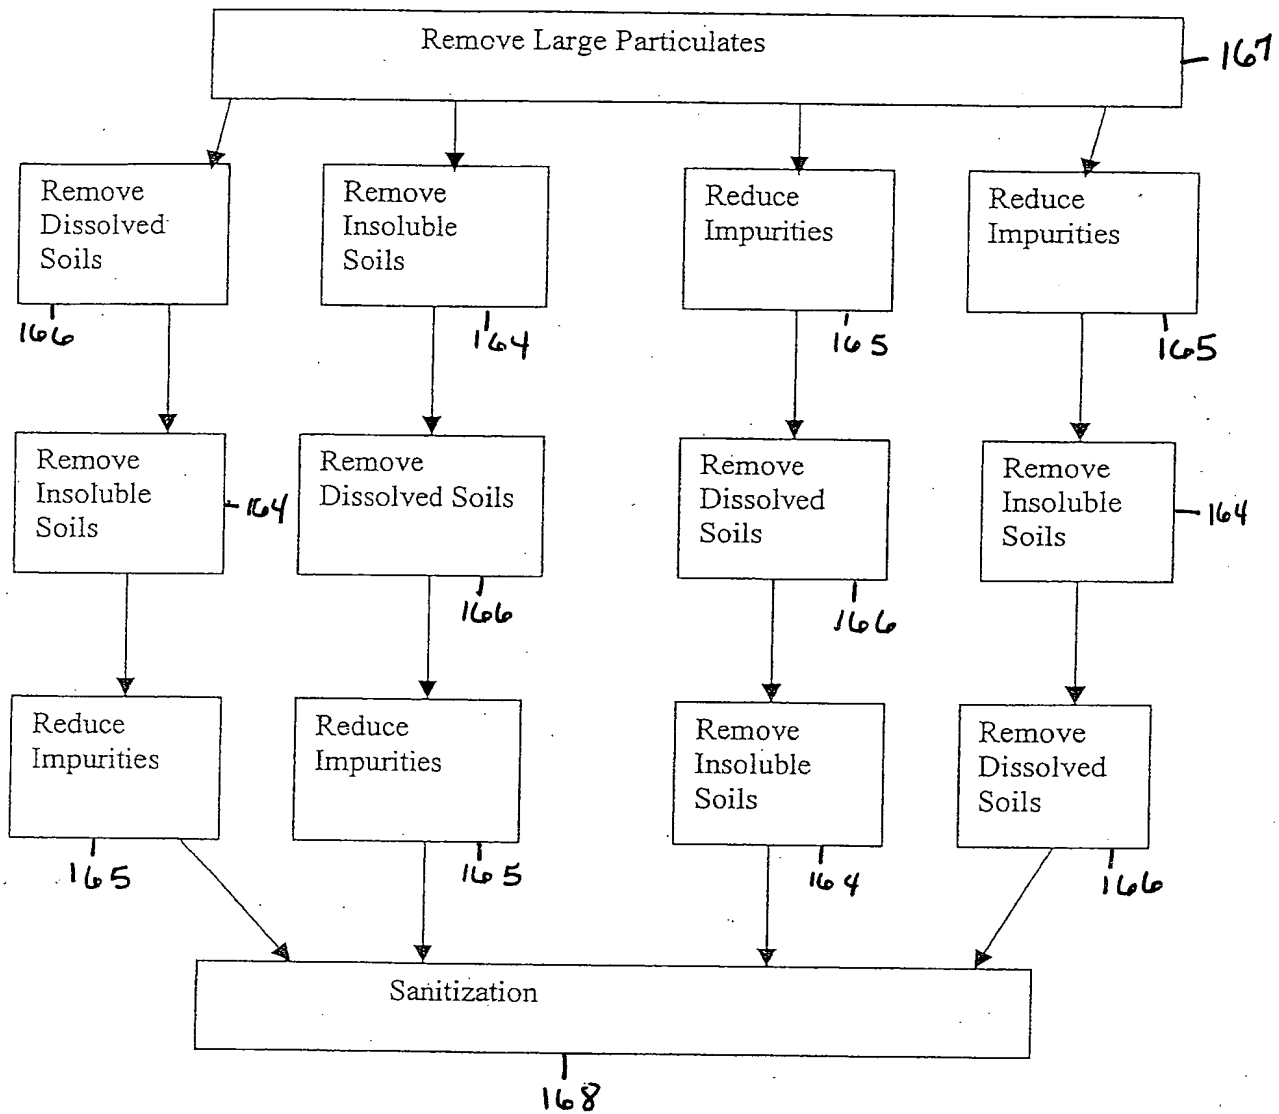 Remove Large Particulates
167
Remove
Dissolved
Soils
166
Remove
Insoluble
Soils
164
Reduce
Impurities
165
Reduce
Impurities
165
Remove
Insoluble
Soils
164
Remove
Dissolved Soils
166
Remove
Dissolved
Soils
166
Remove
Insoluble
Soils
164
Reduce
Impurities
165
Reduce
Impurities
165
Remove
Insoluble
Soils
164
Remove
Dissolved
Soils
166
Sanitization
168